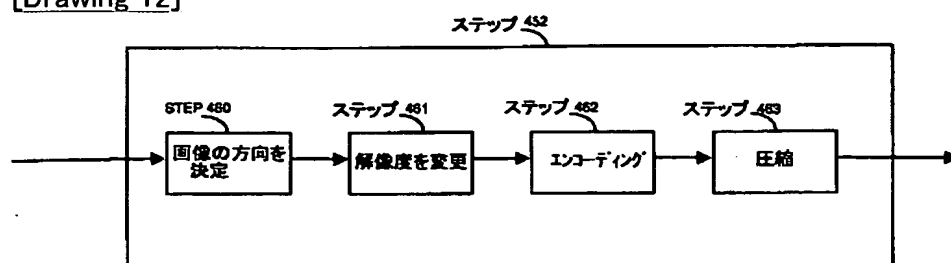 [Drawing 12]
ステップ 452
STEP 460
ステップ 461
ステップ 462
ステップ 463
画像の方向を
決定
解像度を変更
エンコーディング
圧縮